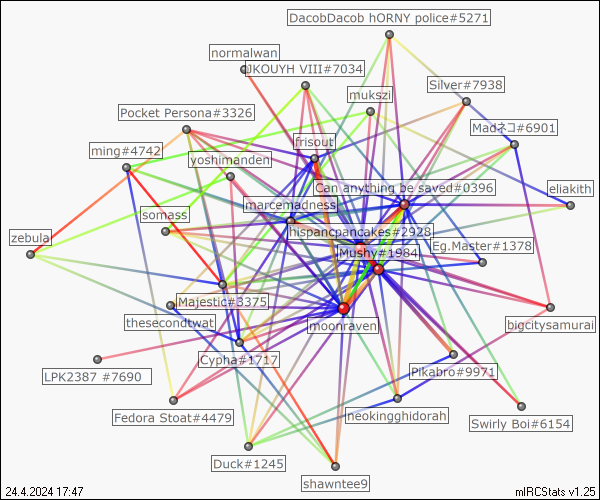 DacobDacob hORNY police#5271
normalwan
KOUYH VIII#7034
mukszi
Silver#7938
Pocket Persona#3326
Madネコ#6901
frisout
ming#4742
yoshimanden
Can anything be saved#0396
eliakith
marcemadness
somass
hispancpancakes#2928
zebula
Eg.Master#1378
Mushy#1984
Majestic#3375
thesecondtwat
moonraven
bigcitysamurai
Cypha#1717
Pikabro#9971
LPK2387 #7690
Fedora Stoat#4479
neokingghidorah
Swirly Boi#6154
Duck#1245
shawntee9
24.4.2024 17:47
mIRCStats v1.25